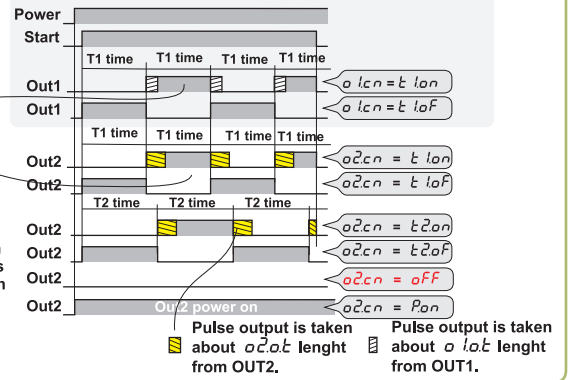 Power
Start
T1 time T1 time T1 time T1 time
Out1 o1.cn = t1.on
Out1 o1.cn = t1.oF
T1 time T1 time T1 time T1 time
Out2 o2.cn = t1.on
Out2 o2.cn = t1.oF
T2 time T2 time T2 time
Out2 o2.cn = t2.on
Out2 o2.cn = t2.oF
s
Out2 o2.cn = oFF
Out2 Out2 power on o2.cn = P.on
Pulse output is taken
about o2.o.t lenght
from OUT2.
Pulse output is taken
about o1.o.t lenght
from OUT1.